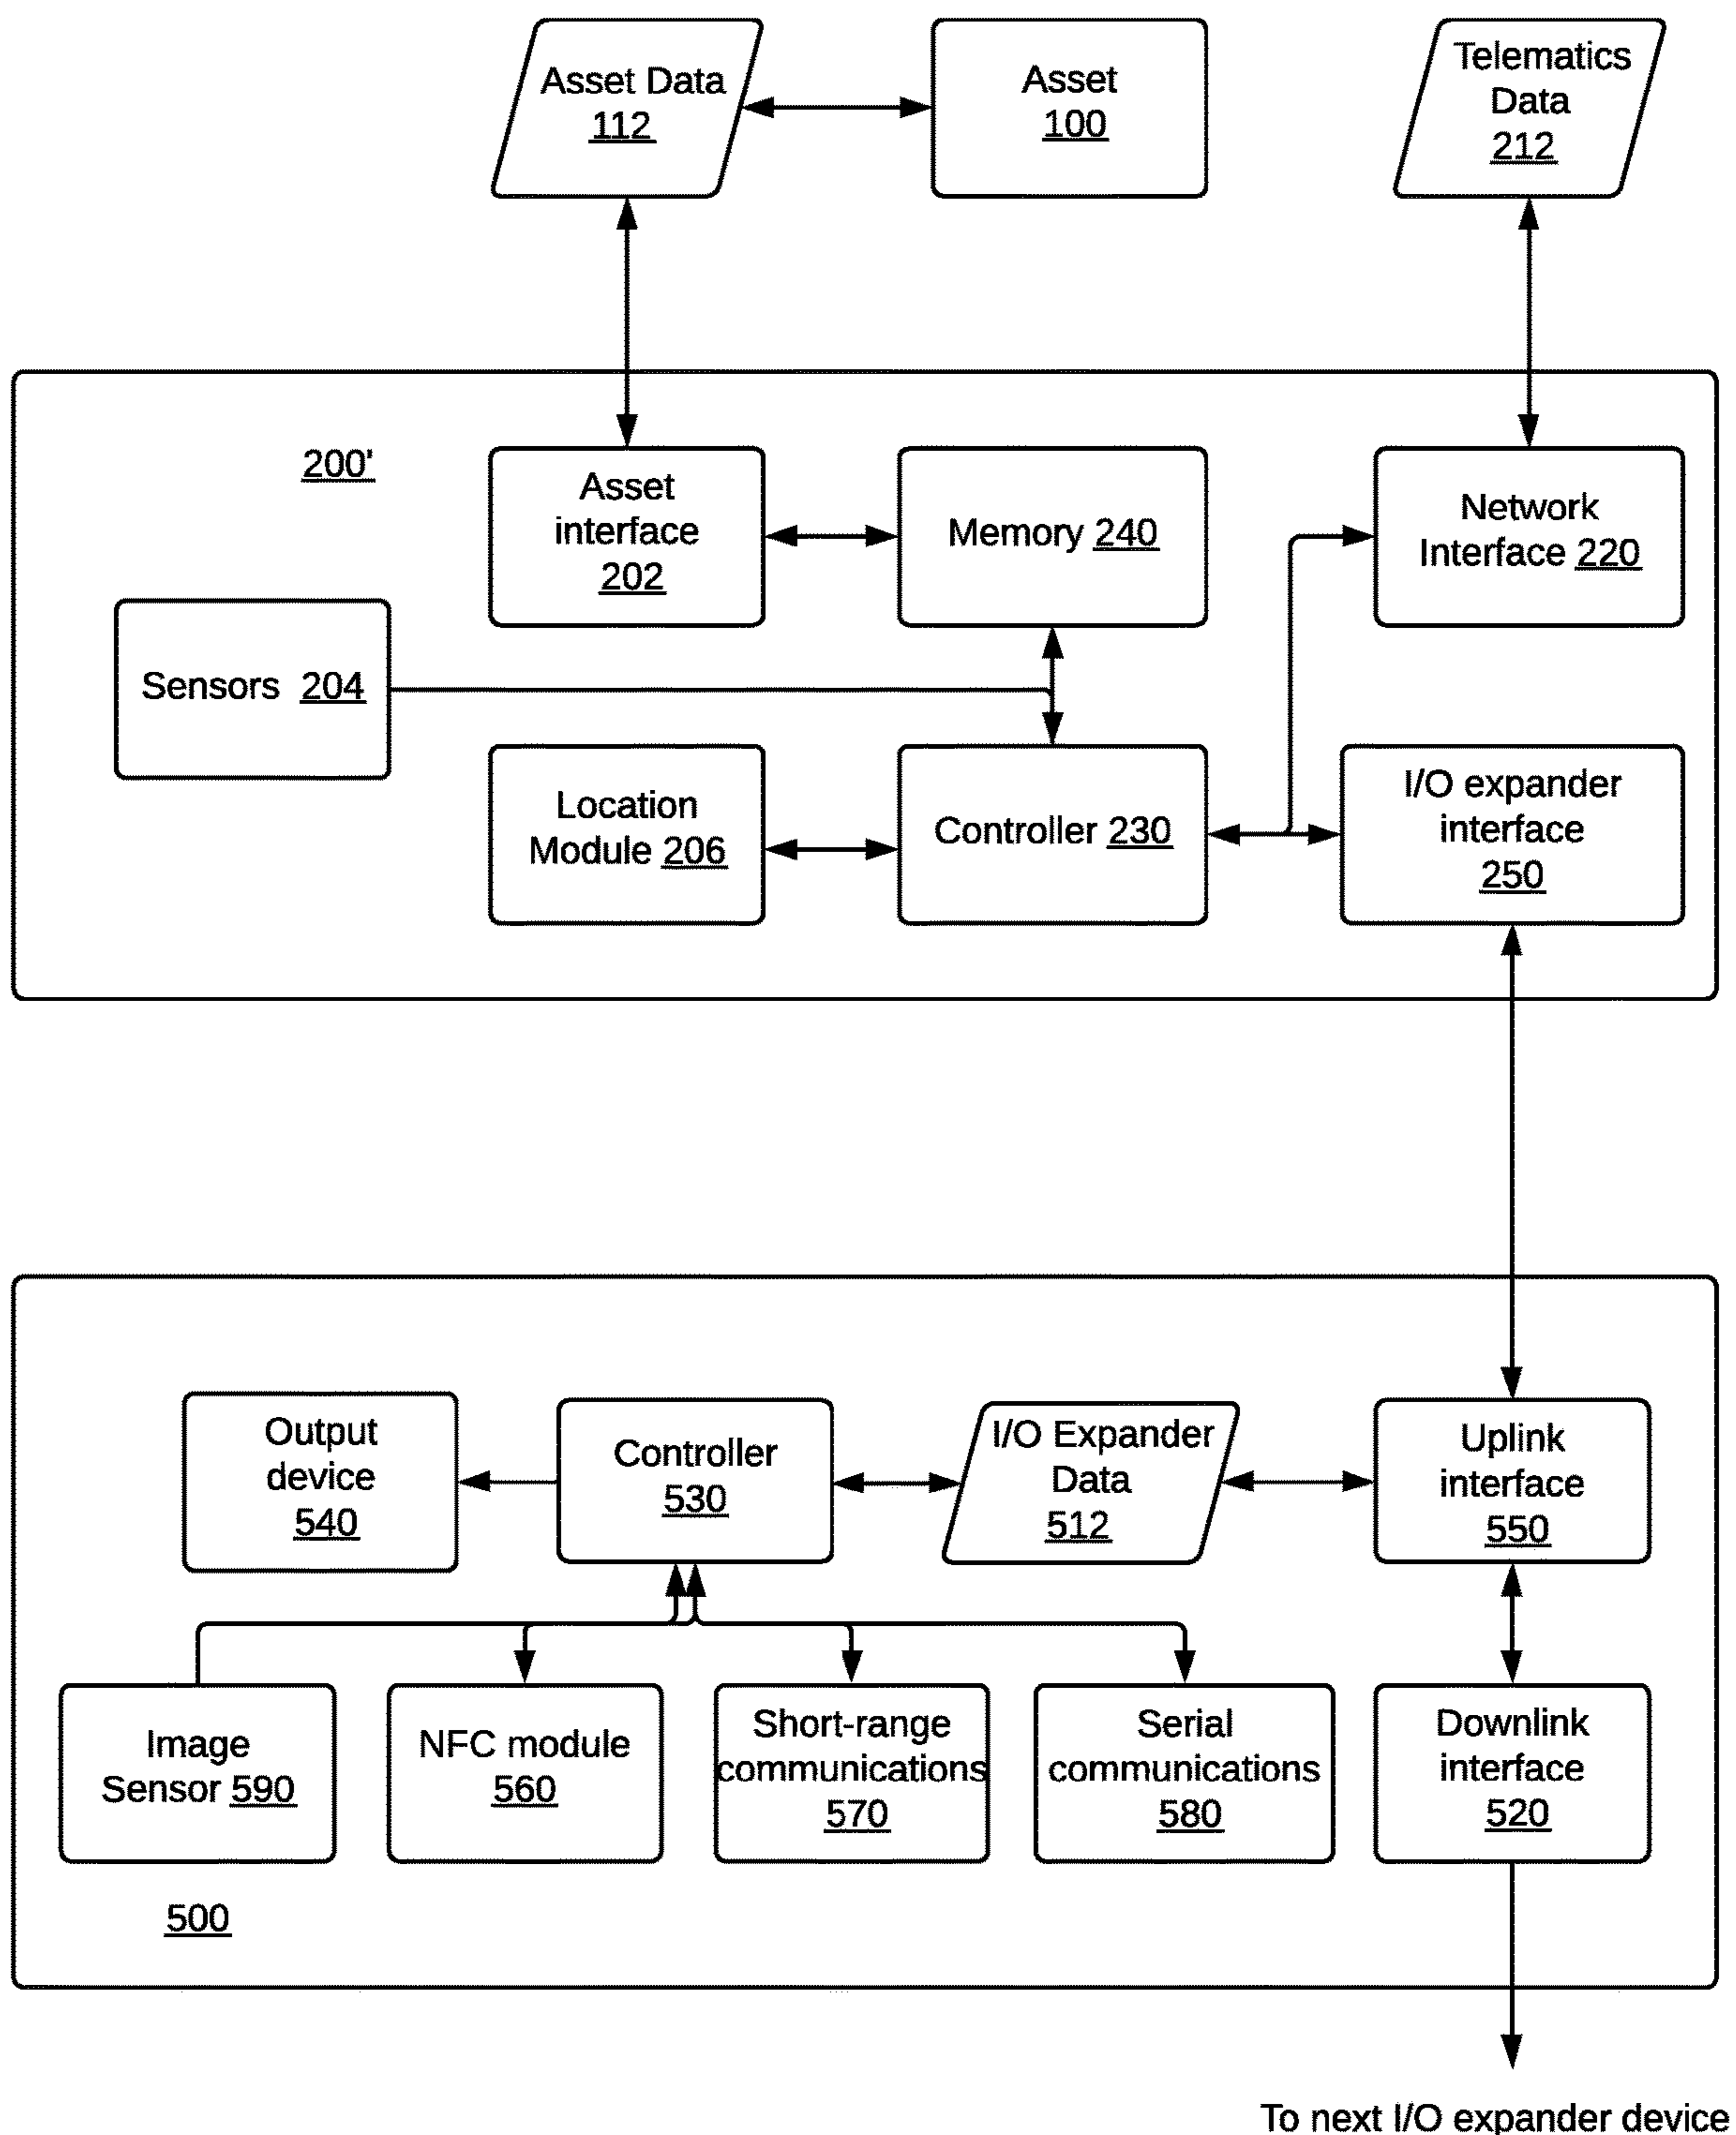 Asset Data
112
Asset
100
Telematics
Data
212
200'
Asset
interface
202
Memory 240
Network
Interface 220
Sensors 204
Location
Module 206
Controller 230
I/O expander
interface
250
Output
device
540
Controller
530
I/O Expander
Data
512
Uplink
interface
550
Image
Sensor 590
NFC module
560
Short-range
communications
570
Serial
communications
580
Downlink
interface
520
500
To next I/O expander device